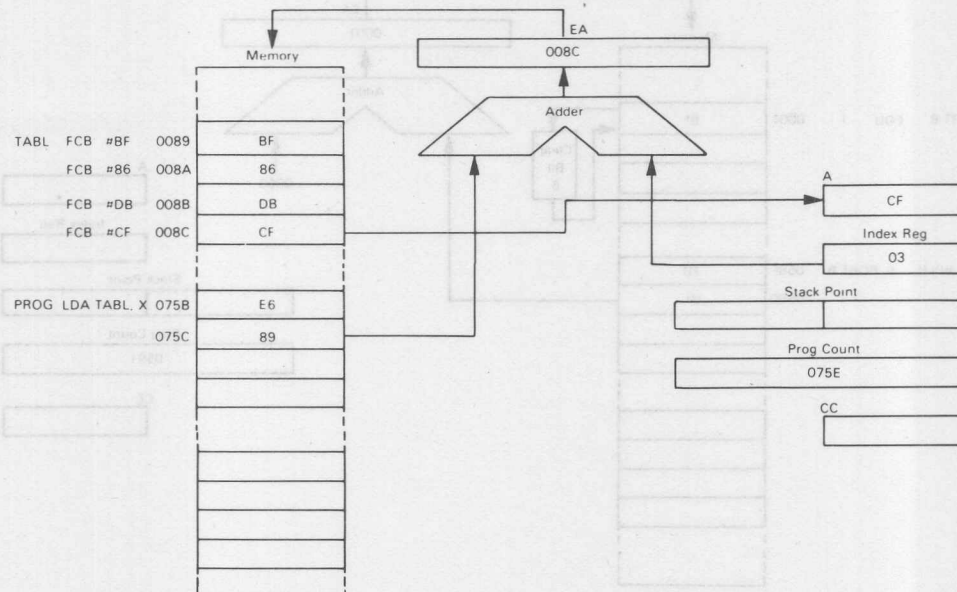 EA
008C
Memory
Adder
TABL FCB #BF 0089 BF
FCB #86 008A 86
FCB #DB 008B DB
FCB #CF 008C CF
A
CF
Index Reg
03
Stack Point
PROG LDA TABL, X 075B E6
075C 89
Prog Count
075E
CC